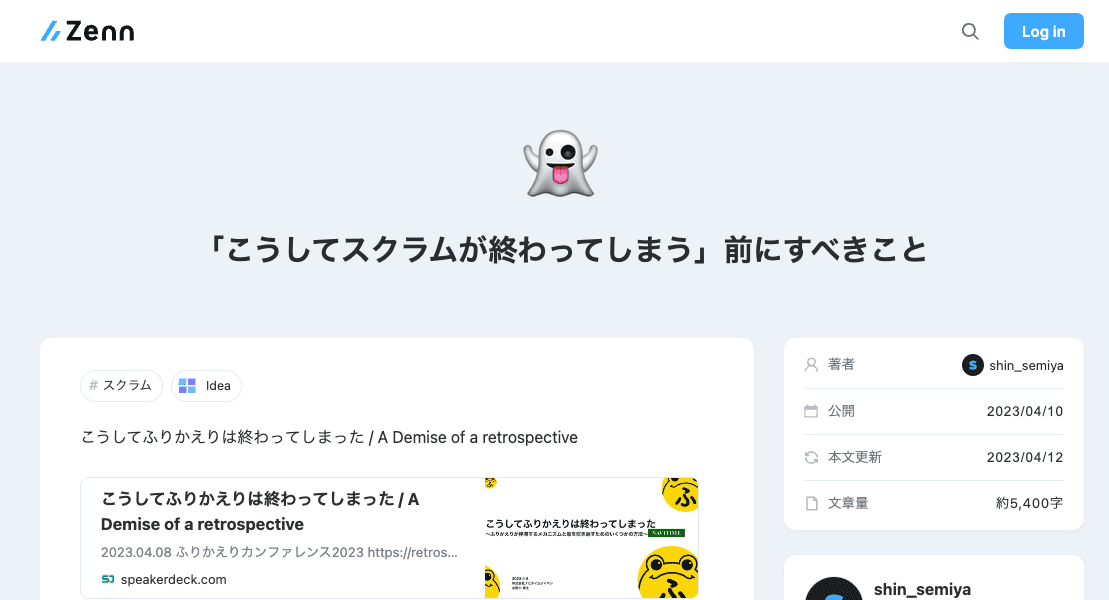 Zenn
Log in
「こうしてスクラムが終わってしまう」前にすべきこと
# スクラム
Idea
こうしてふりかえりは終わってしまった / A Demise of a retrospective
こうしてふりかえりは終わってしまった / A
Demise of a retrospective
2023.04.08 ふりかえりカンファレンス2023 https://retros...
speakerdeck.com
こうしてふりかえりは終わってしまった
NAVITIME
ふ
ふ
著者
shin_semiya
公開
2023/04/10
本文更新
2023/04/12
文章量
約5,400字
shin_semiya